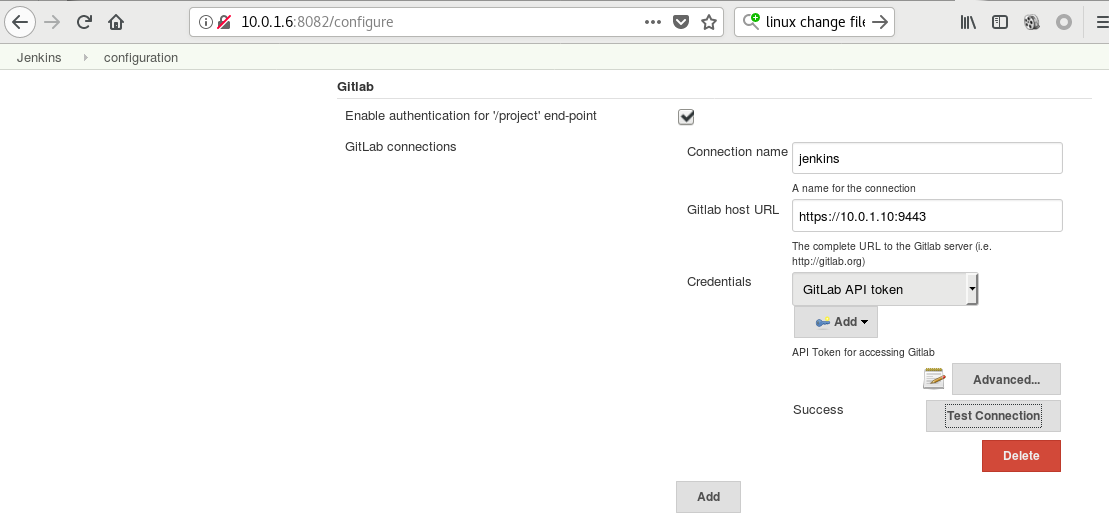 10.0.1.6:8082/configure
linux change file
Jenkins configuration
Gitlab
Enable authentication for '/project' end-point
GitLab connections
Connection name jenkins
A name for the connection
Gitlab host URL https://10.0.1.10:9443
The complete URL to the Gitlab server (i.e.
http://gitlab.org)
Credentials GitLab API token
Add
API Token for accessing Gitlab
Advanced...
Success Test Connection
Delete
Add